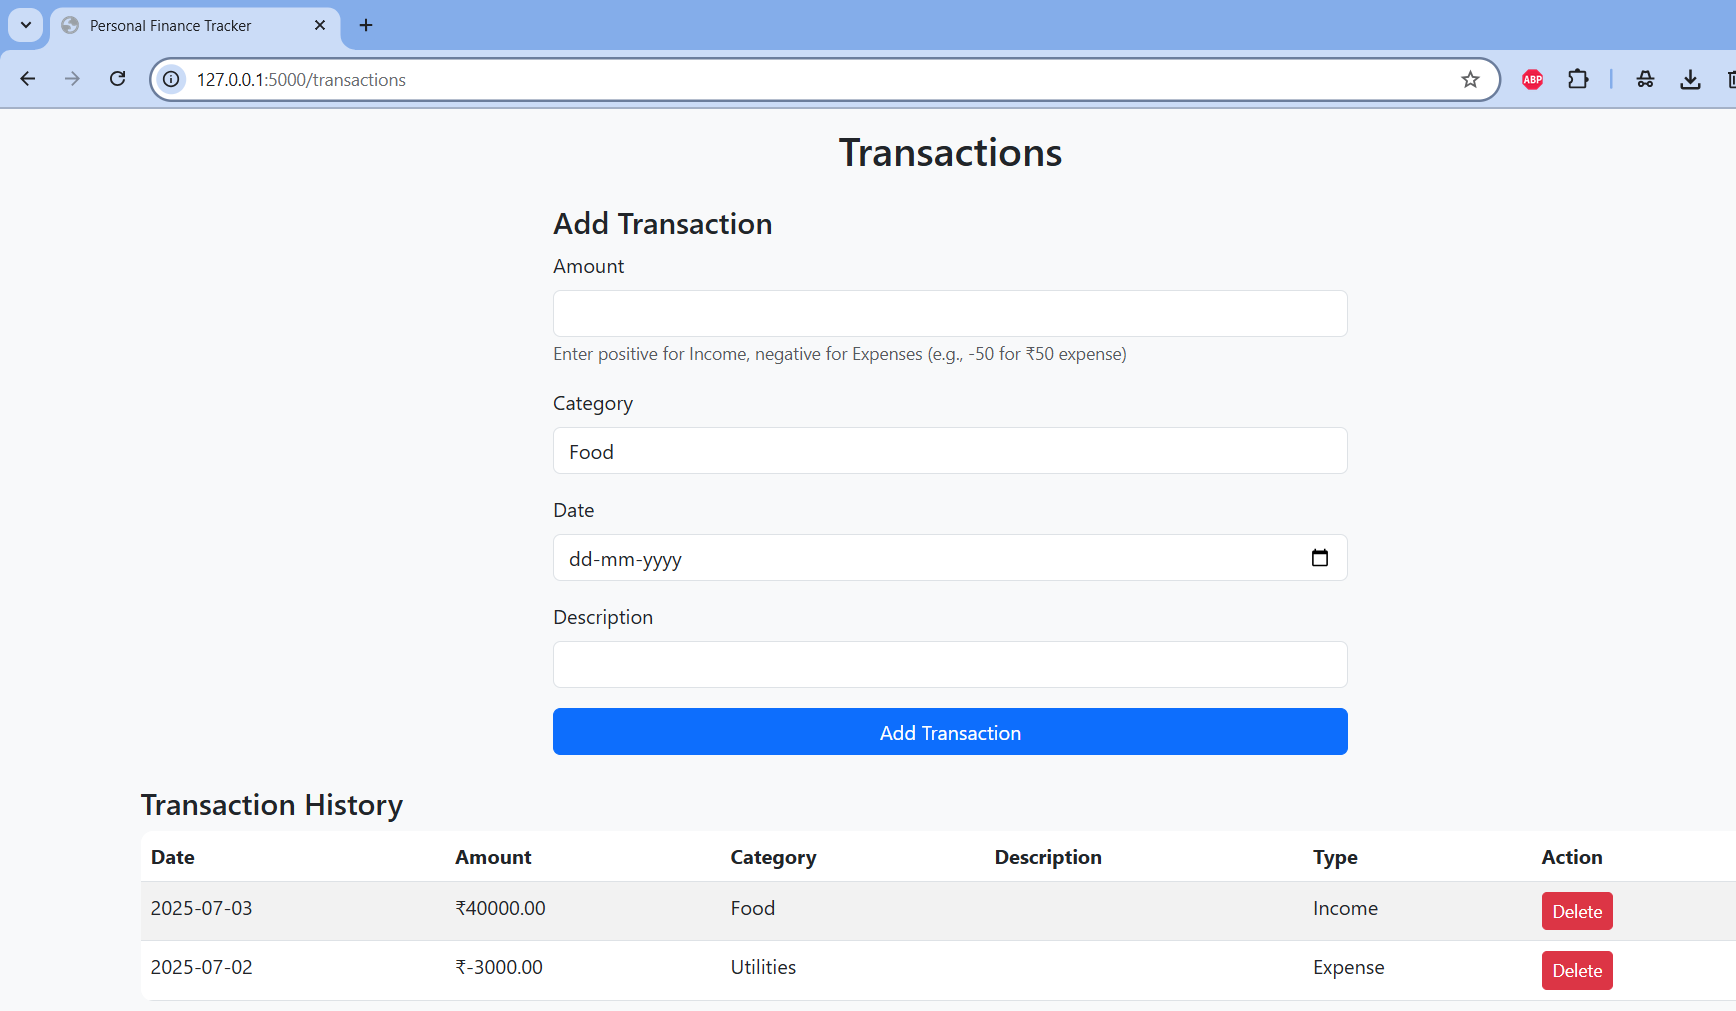 Personal Finance Tracker
127.0.0.1:5000/transactions
ABP
Transactions
Add Transaction
Amount
Enter positive for Income, negative for Expenses (e.g., -50 for ₹50 expense)
Category
Food
Date
dd-mm-yyyy
Description
Add Transaction
Transaction History
Date Amount Category Description Type Action
2025-07-03 ₹40000.00 Food Income Delete
2025-07-02 ₹-3000.00 Utilities Expense Delete